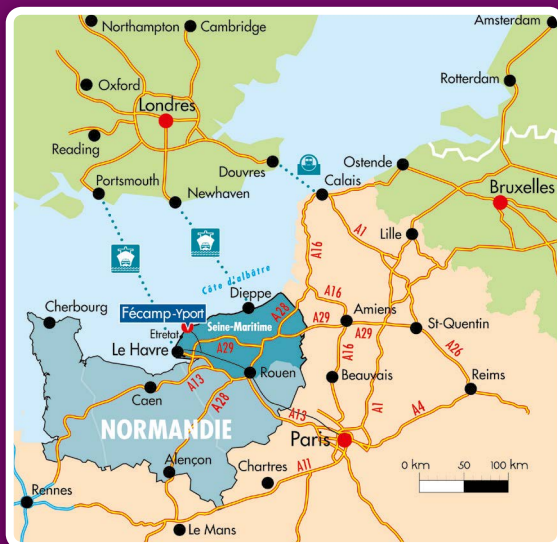 Northampton
Cambridge
Amsterdam
Oxford
Rotterdam
Londres
Reading
Douvres
Ostende
Portsmouth
Newhaven
Calais
Bruxelles
A1
Lille
A16
Côte d'albâtre
Cherbourg
Dieppe
A16
Fécamp-Yport
A28
Amiens
Etretat
Seine-Maritime
A29
A29
St-Quentin
Le Havre
A29
A16
A26
A13
Rouen
Beauvais
Reims
Caen
A28
A1
A4
NORMANDIE
A13
Paris
Alençon
Chartres
A11
0 km 50 100 km
Rennes
Le Mans